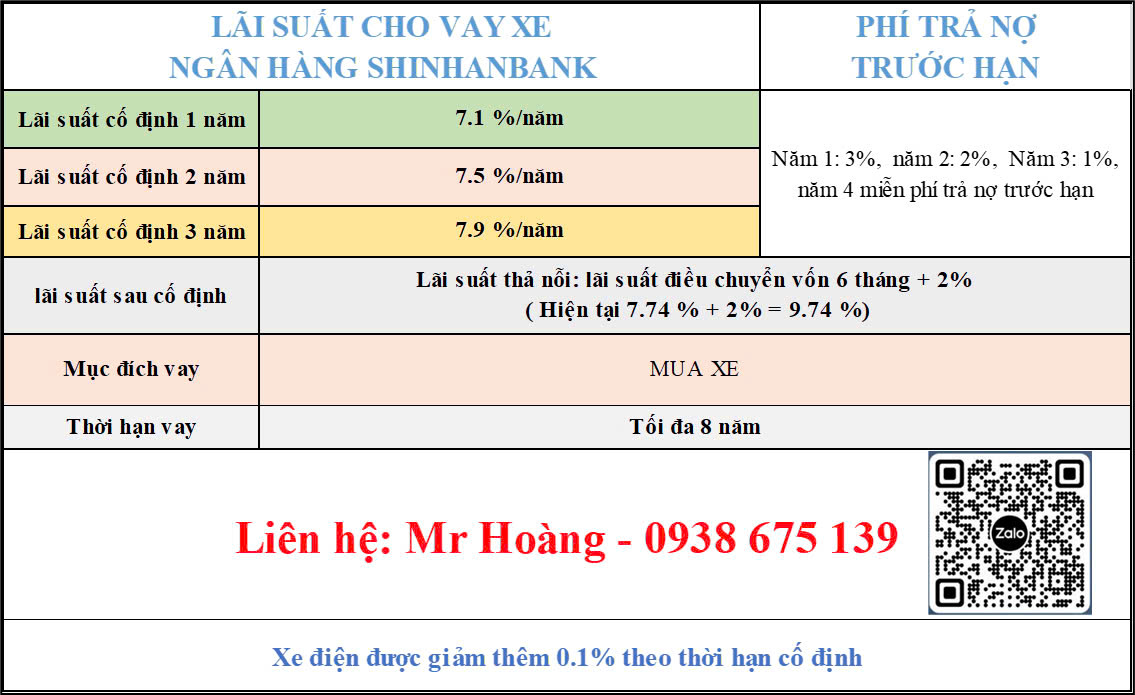 LÃI SUẤT CHO VAY XE
NGÂN HÀNG SHINHANBANK
PHÍ TRẢ NỢ
TRƯỚC HẠN
Lãi suất cố định 1 năm
7.1 %/năm
Lãi suất cố định 2 năm
7.5 %/năm
Lãi suất cố định 3 năm
7.9 %/năm
Năm 1: 3%, năm 2: 2%, Năm 3: 1%,
năm 4 miễn phí trả nợ trước hạn
lãi suất sau cố định
Lãi suất thả nỗi: lãi suất điều chuyển vốn 6 tháng + 2%
( Hiện tại 7.74 % + 2% = 9.74 %)
Mục đích vay
MUA XE
Thời hạn vay
Tối đa 8 năm
Liên hệ: Mr Hoàng - 0938 675 139
Zalo
Xe điện được giảm thêm 0.1% theo thời hạn cố định